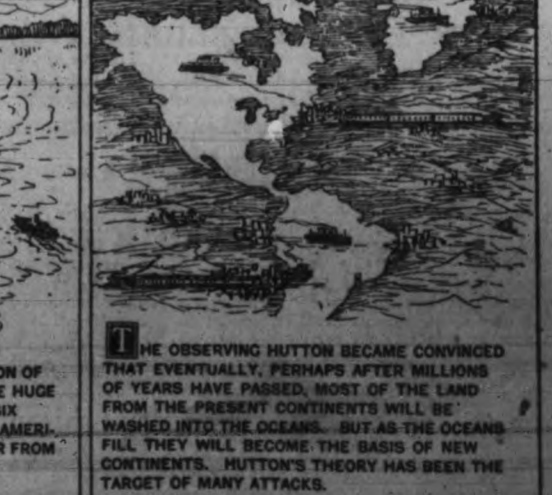 ON OF
E HUGE
SIX
AMERI-
R FROM
THE OBSERVING HUTTON BECAME CONVINCED
THAT EVENTUALLY, PERHAPS AFTER MILLIONS
OF YEARS HAVE PASSED, MOST OF THE LAND
FROM THE PRESENT CONTINENTS WILL BE
WASHED INTO THE OCEANS. BUT AS THE OCEANS
FILL THEY WILL BECOME THE BASIS OF NEW
CONTINENTS. HUTTON'S THEORY HAS BEEN THE
TARGET OF MANY ATTACKS.